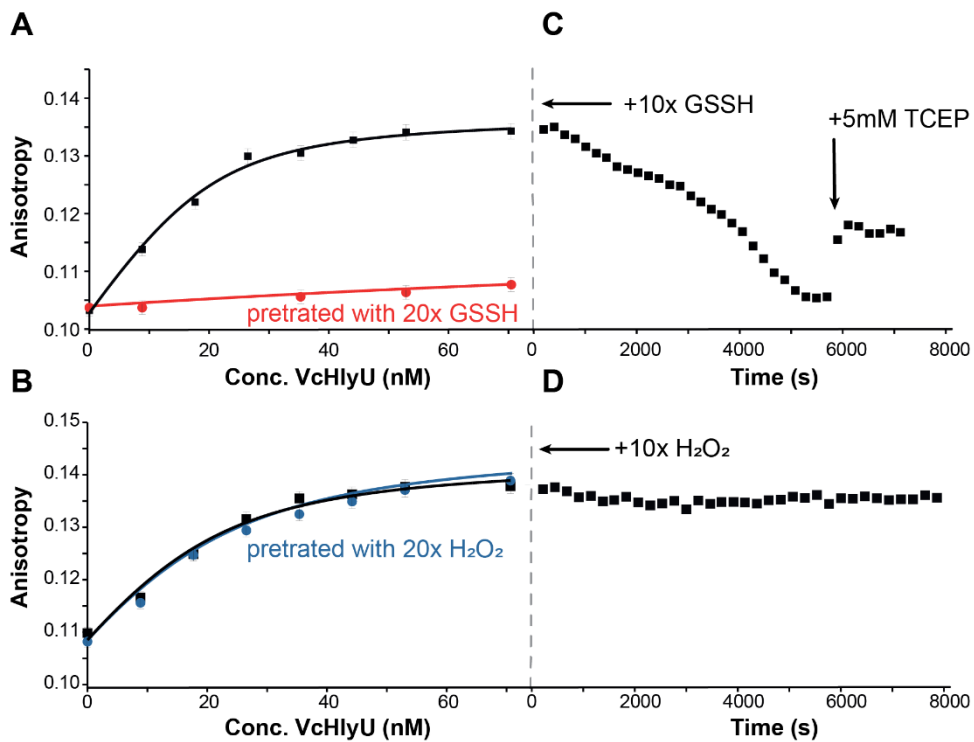 A
Anisotropy
0.14
0.13
0.12
0.11
0.10
pretrated with 20x GSSH
0 20 40 60
Conc. VcHlyU (nM)
C
+10x GSSH
+5mM TCEP
0 2000 4000 6000 8000
Time (s)
B
Anisotropy
0.15
0.14
0.13
0.12
0.11
0.10
pretrated with 20x H₂O₂
0 20 40 60
Conc. VcHlyU (nM)
D
+10x H₂O₂
0 2000 4000 6000 8000
Time (s)